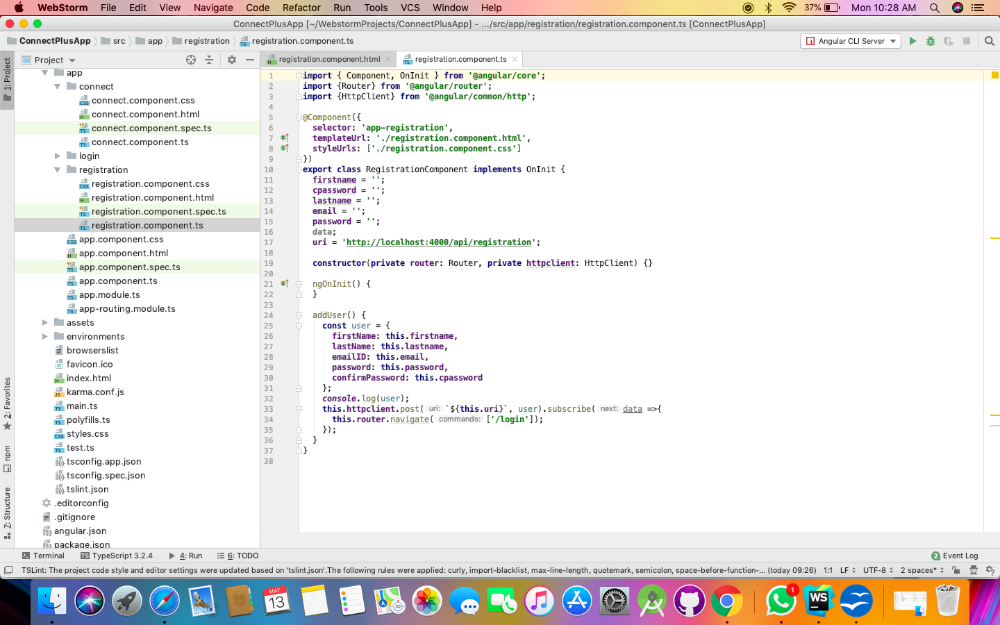 WebStorm File Edit View Navigate Code Refactor Run Tools VCS Window Help 37% Mon 10:28 AM
ConnectPlusApp [~/WebstormProjects/ConnectPlusApp] - .../src/app/registration/registration.component.ts [ConnectPlusApp]
ConnectPlusApp src app registration registration.component.ts Angular CLI Server
Project registration.component.html registration.component.ts
1: Project
2: Favorites
npm
Z: Structure
app
connect
connect.component.css
connect.component.html
connect.component.spec.ts
connect.component.ts
login
registration
registration.component.css
registration.component.html
registration.component.spec.ts
registration.component.ts
app.component.css
app.component.html
app.component.spec.ts
app.component.ts
app.module.ts
app-routing.module.ts
assets
environments
browserslist
favicon.ico
index.html
karma.conf.js
main.ts
polyfills.ts
styles.css
test.ts
tsconfig.app.json
tsconfig.spec.json
tslint.json
.editorconfig
.gitignore
angular.json
package.json
1 import { Component, OnInit } from '@angular/core';
2 import {Router} from '@angular/router';
3 import {HttpClient} from '@angular/common/http';
4
5 @Component({
6 selector: 'app-registration',
7 templateUrl: './registration.component.html',
8 styleUrls: ['./registration.component.css']
9 })
10 export class RegistrationComponent implements OnInit {
11 firstname = '';
12 cpassword = '';
13 lastname = '';
14 email = '';
15 password = '';
16 data;
17 uri = 'http://localhost:4000/api/registration';
18
19 constructor(private router: Router, private httpclient: HttpClient) {}
20
21 ngOnInit() {
22 }
23
24 addUser() {
25 const user = {
26 firstName: this.firstname,
27 lastName: this.lastname,
28 emailID: this.email,
29 password: this.password,
30 confirmPassword: this.cpassword
31 };
32 console.log(user);
33 this.httpclient.post( url: `${this.uri}`, user).subscribe( next: data =>{
34 this.router.navigate( commands: ['/login']);
35 });
36 }
37 }
38
Terminal TypeScript 3.2.4 4: Run 6: TODO 2 Event Log
TSLint: The project code style and editor settings were updated based on 'tslint.json'.The following rules were applied: curly, import-blacklist, max-line-length, quotemark, semicolon, space-before-function-... (today 09:26) 1:1 LF UTF-8 2 spaces*
MAY
13
3D
1
WS